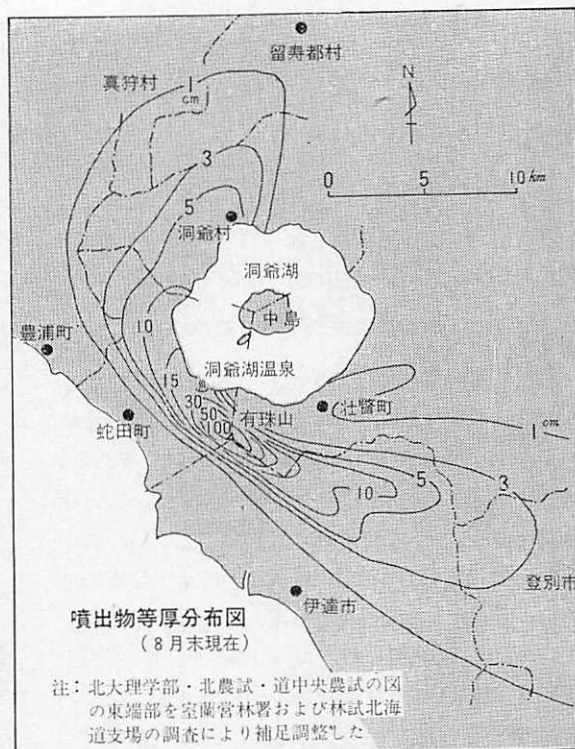 留寿都村
真狩村
1
cm
N
3
0 5 10 km
5
洞爺村
洞爺湖
中島
10
豊浦町
洞爺湖温泉
15
30
50
100
有珠山
壮瞥町
虻田町
1 cm
3
5
10
登別市
伊達市
噴出物等厚分布図
(8月末現在)
注:北大理学部・北農試・道中央農試の図
の東端部を室蘭営林署および林試北海
道支場の調査により補足調整した